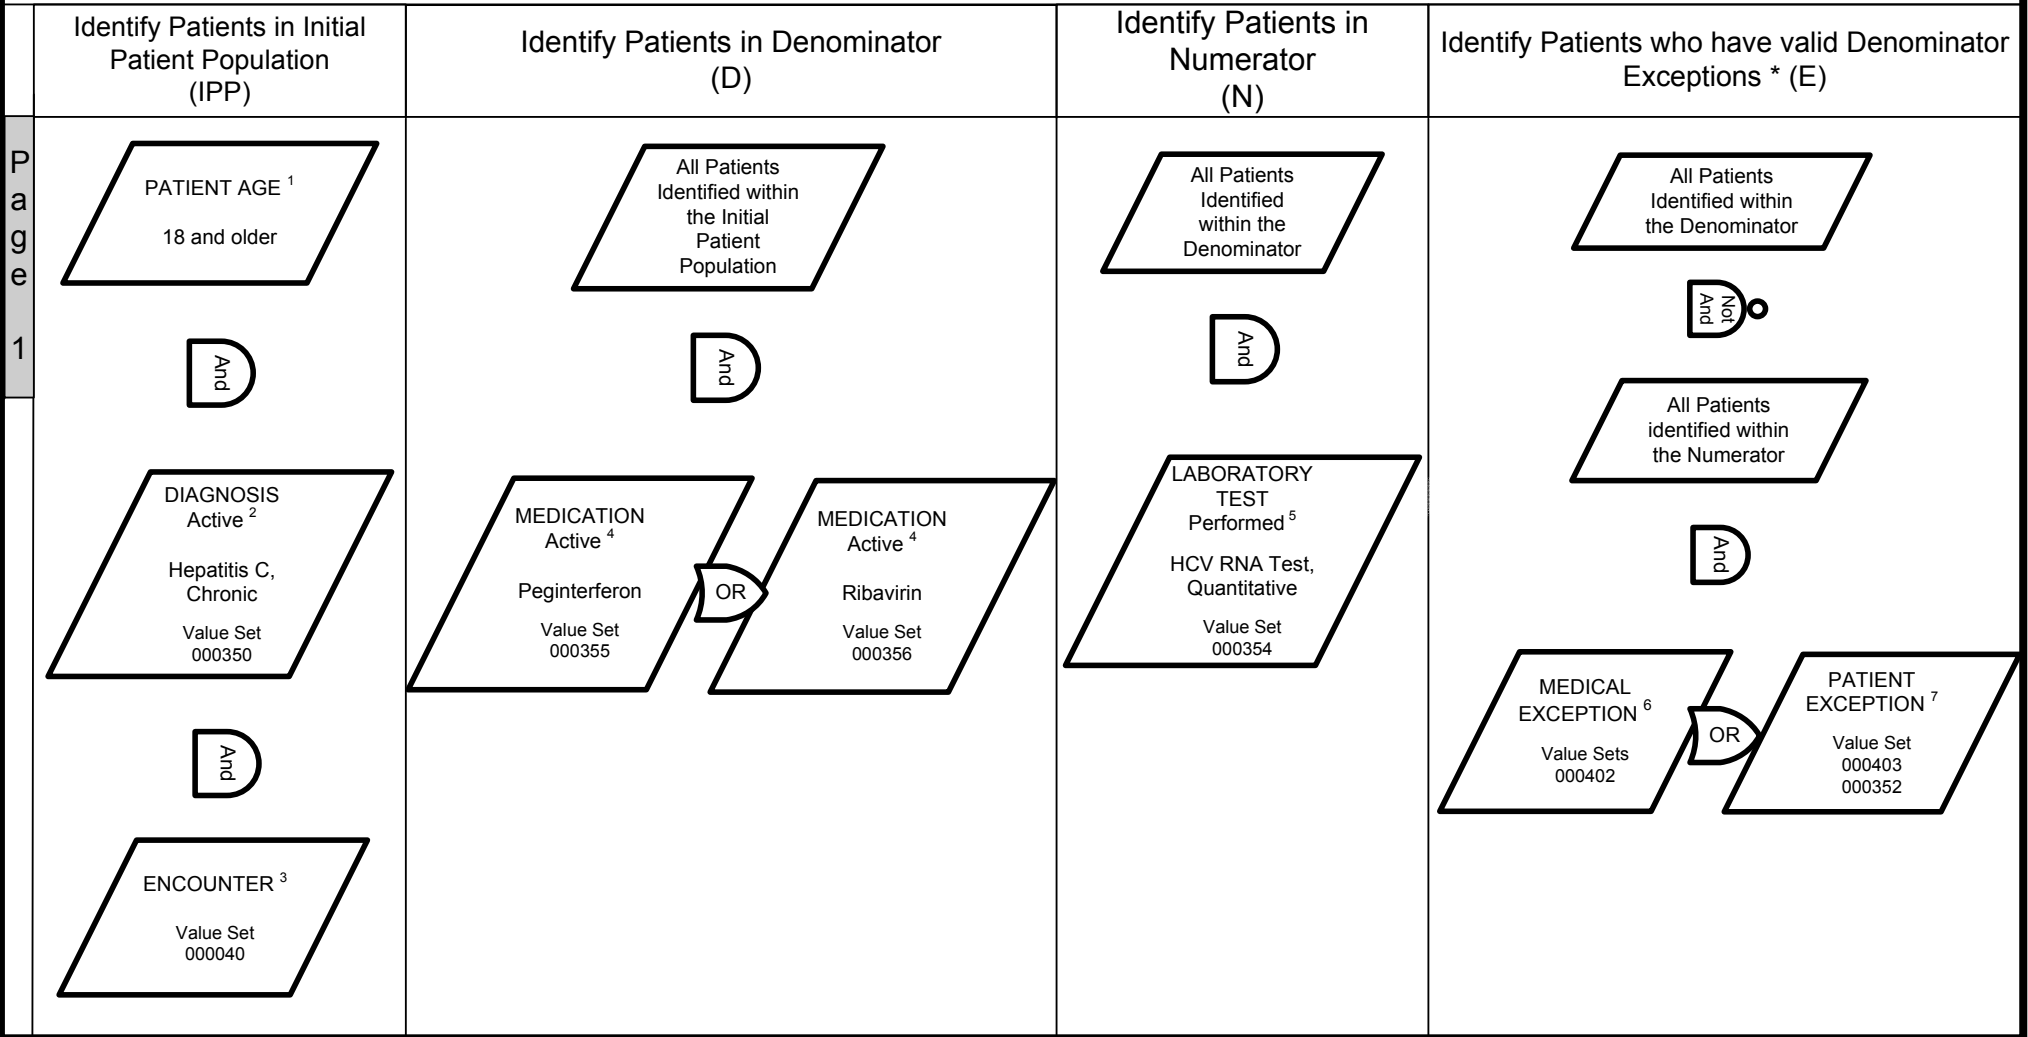 Identify Patients in Initial
Patient Population
(IPP)
Identify Patients in Denominator
(D)
Identify Patients in
Numerator
(N)
Identify Patients who have valid Denominator
Exceptions * (E)
P
a
g
e
1
PATIENT AGE 1
18 and older
And
DIAGNOSIS
Active 2
Hepatitis C,
Chronic
Value Set
000350
And
ENCOUNTER 3
Value Set
000040
All Patients
Identified within
the Initial
Patient
Population
And
MEDICATION
Active 4
Peginterferon
Value Set
000355
OR
MEDICATION
Active 4
Ribavirin
Value Set
000356
All Patients
Identified
within the
Denominator
And
LABORATORY
TEST
Performed 5
HCV RNA Test,
Quantitative
Value Set
000354
All Patients
Identified within
the Denominator
Not
And
All Patients
identified within
the Numerator
And
MEDICAL
EXCEPTION 6
Value Sets
000402
OR
PATIENT
EXCEPTION 7
Value Set
000403
000352